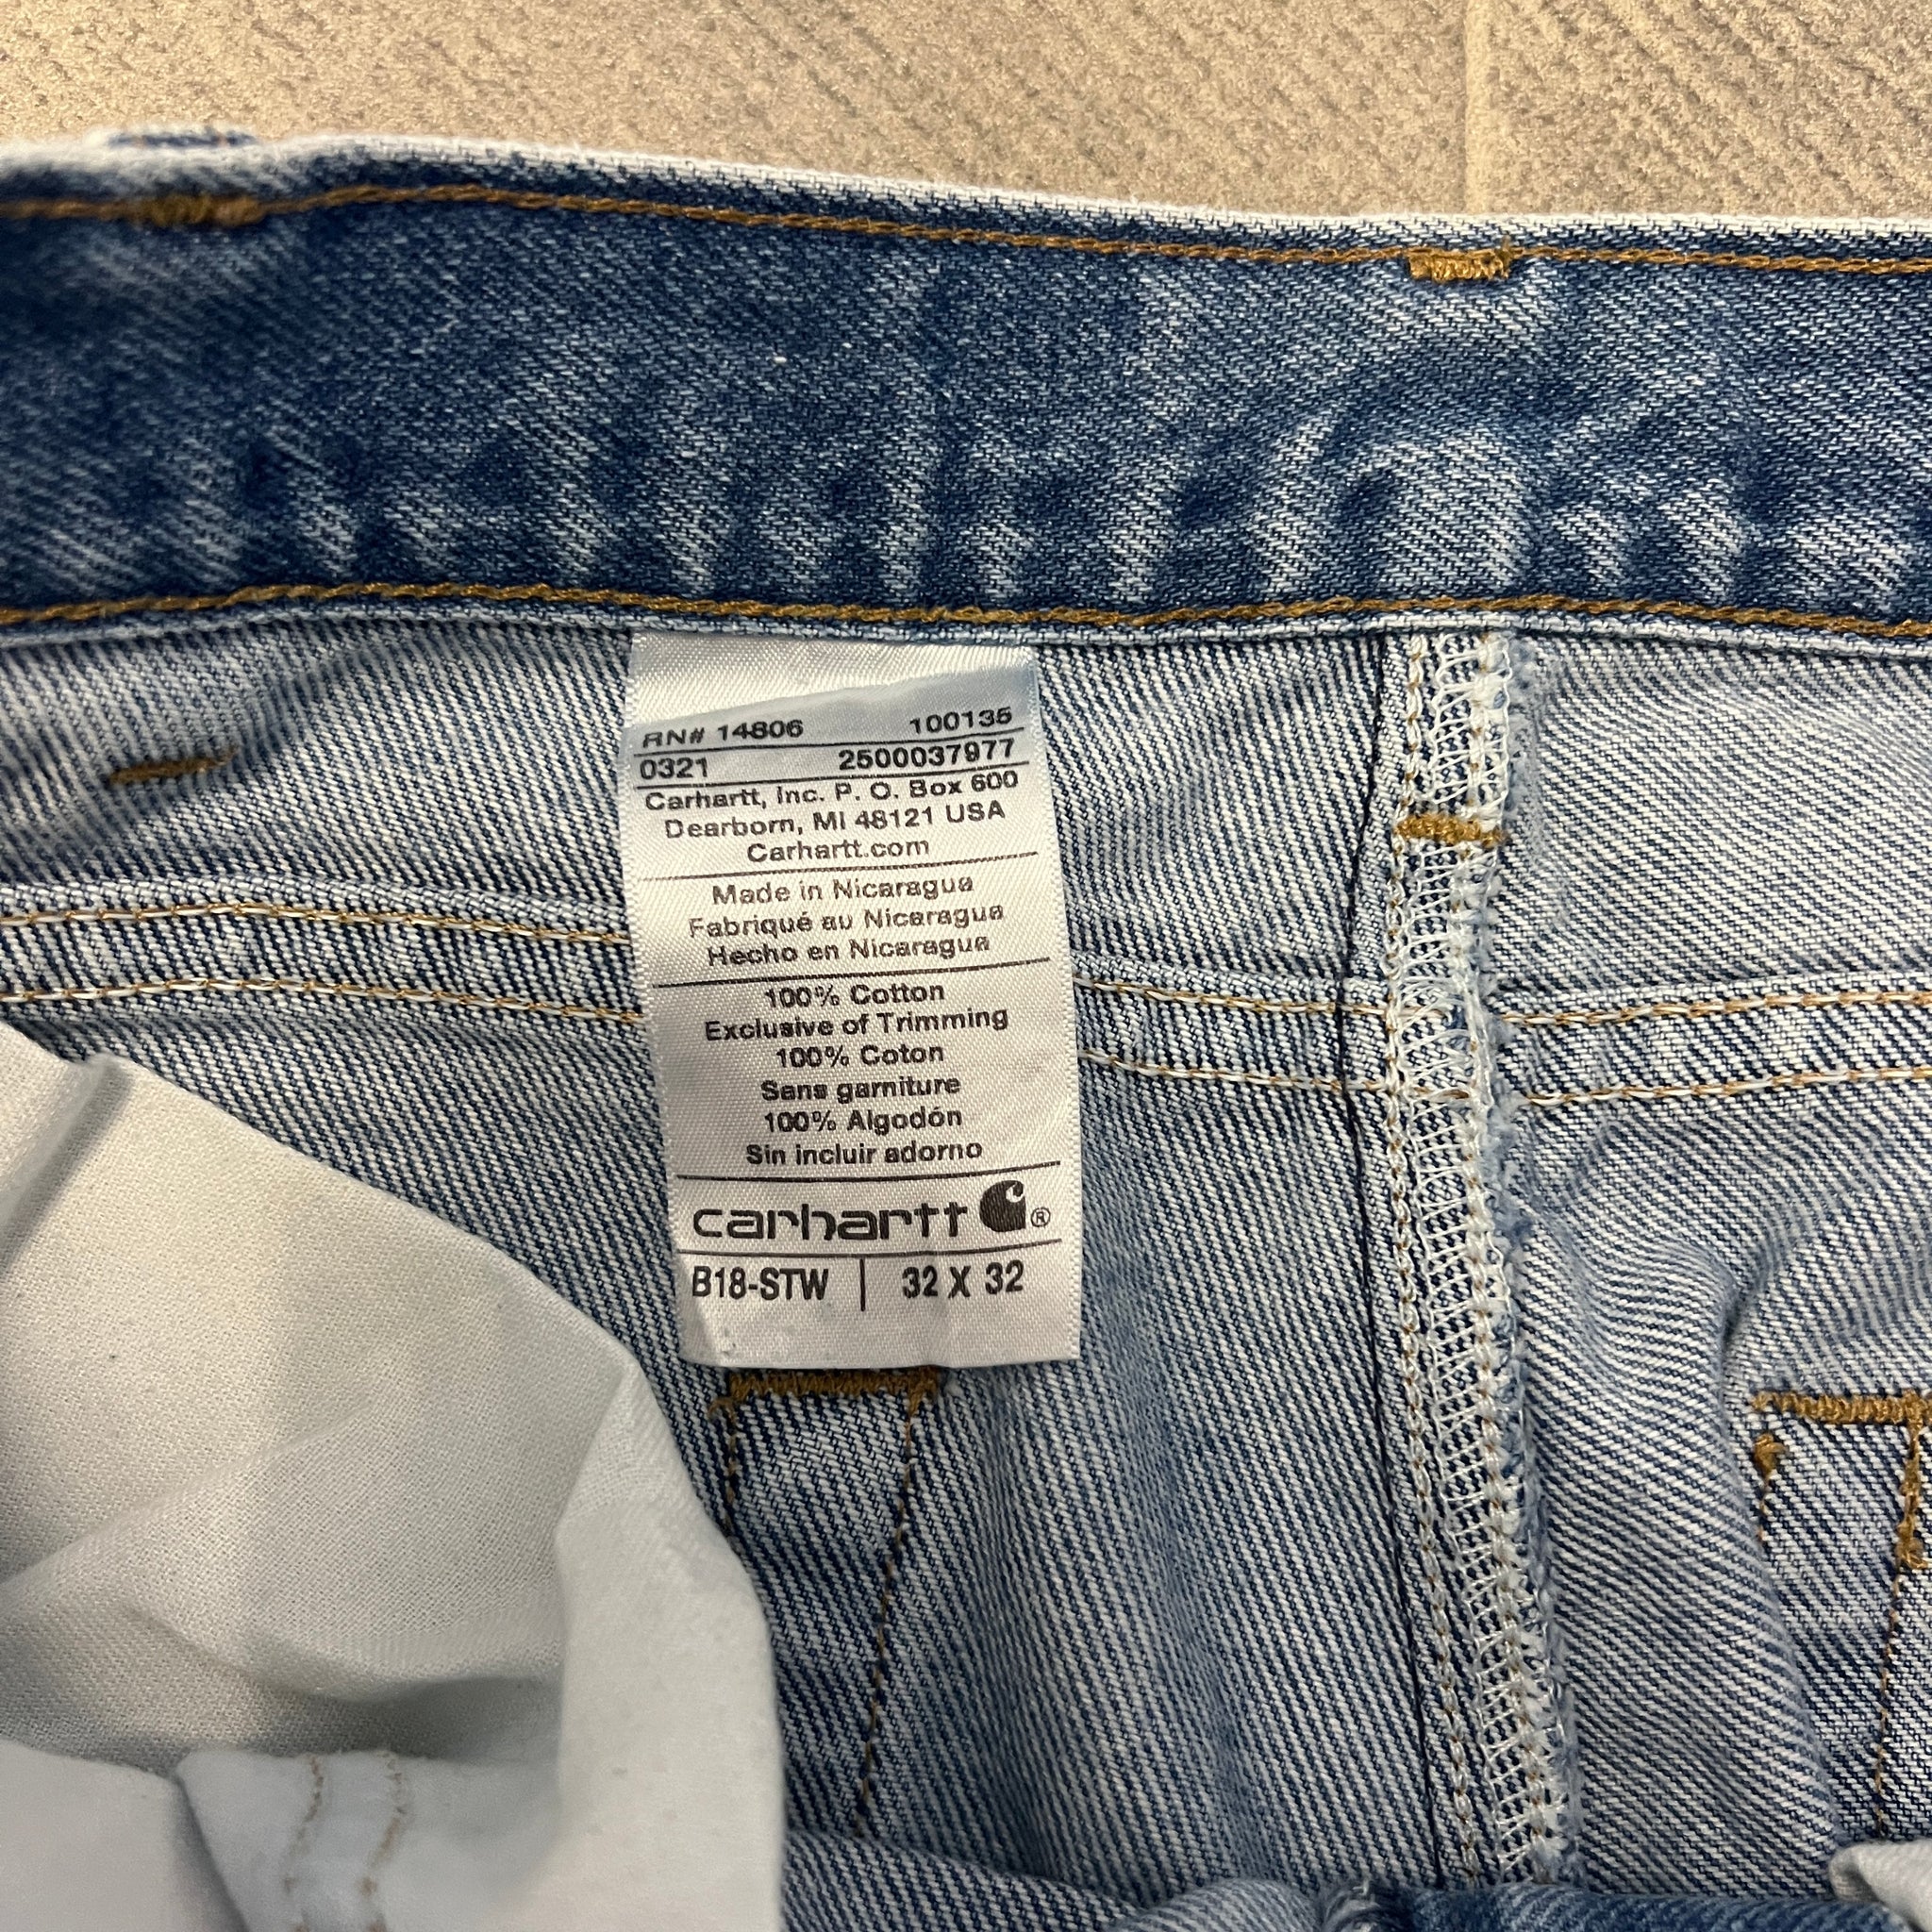 RN# 14806 100135
0321 2500037977
Carhartt, Inc. P. O. Box 600
Dearborn, MI 48121 USA
Carhartt.com
Made in Nicaragua
Fabriqué au Nicaragua
Hecho en Nicaragua
100% Cotton
Exclusive of Trimming
100% Coton
Sans garniture
100% Algodón
Sin incluir adorno
carhartt ®
B18-STW | 32 X 32